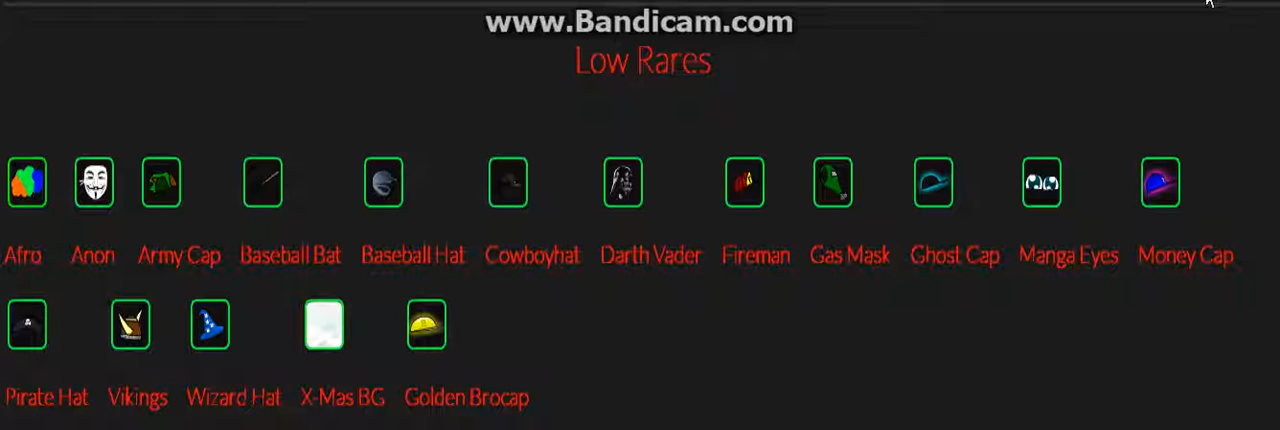 www.Bandicam.com
Low Rares
Afro Anon Army Cap Baseball Bat Baseball Hat Cowboyhat Darth Vader Fireman Gas Mask Ghost Cap Manga Eyes Money Cap
Pirate Hat Vikings Wizard Hat X-Mas BG Golden Brocap